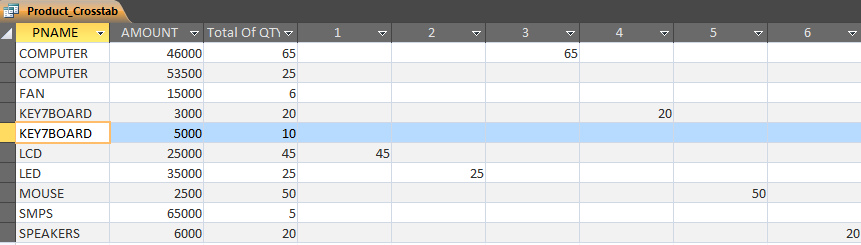 Product_Crosstab
PNAME AMOUNT Total Of QTY 1 2 3 4 5 6
COMPUTER 46000 65 65
COMPUTER 53500 25
FAN 15000 6
KEY7BOARD 3000 20 20
KEY7BOARD 5000 10
LCD 25000 45 45
LED 35000 25 25
MOUSE 2500 50 50
SMPS 65000 5
SPEAKERS 6000 20 20